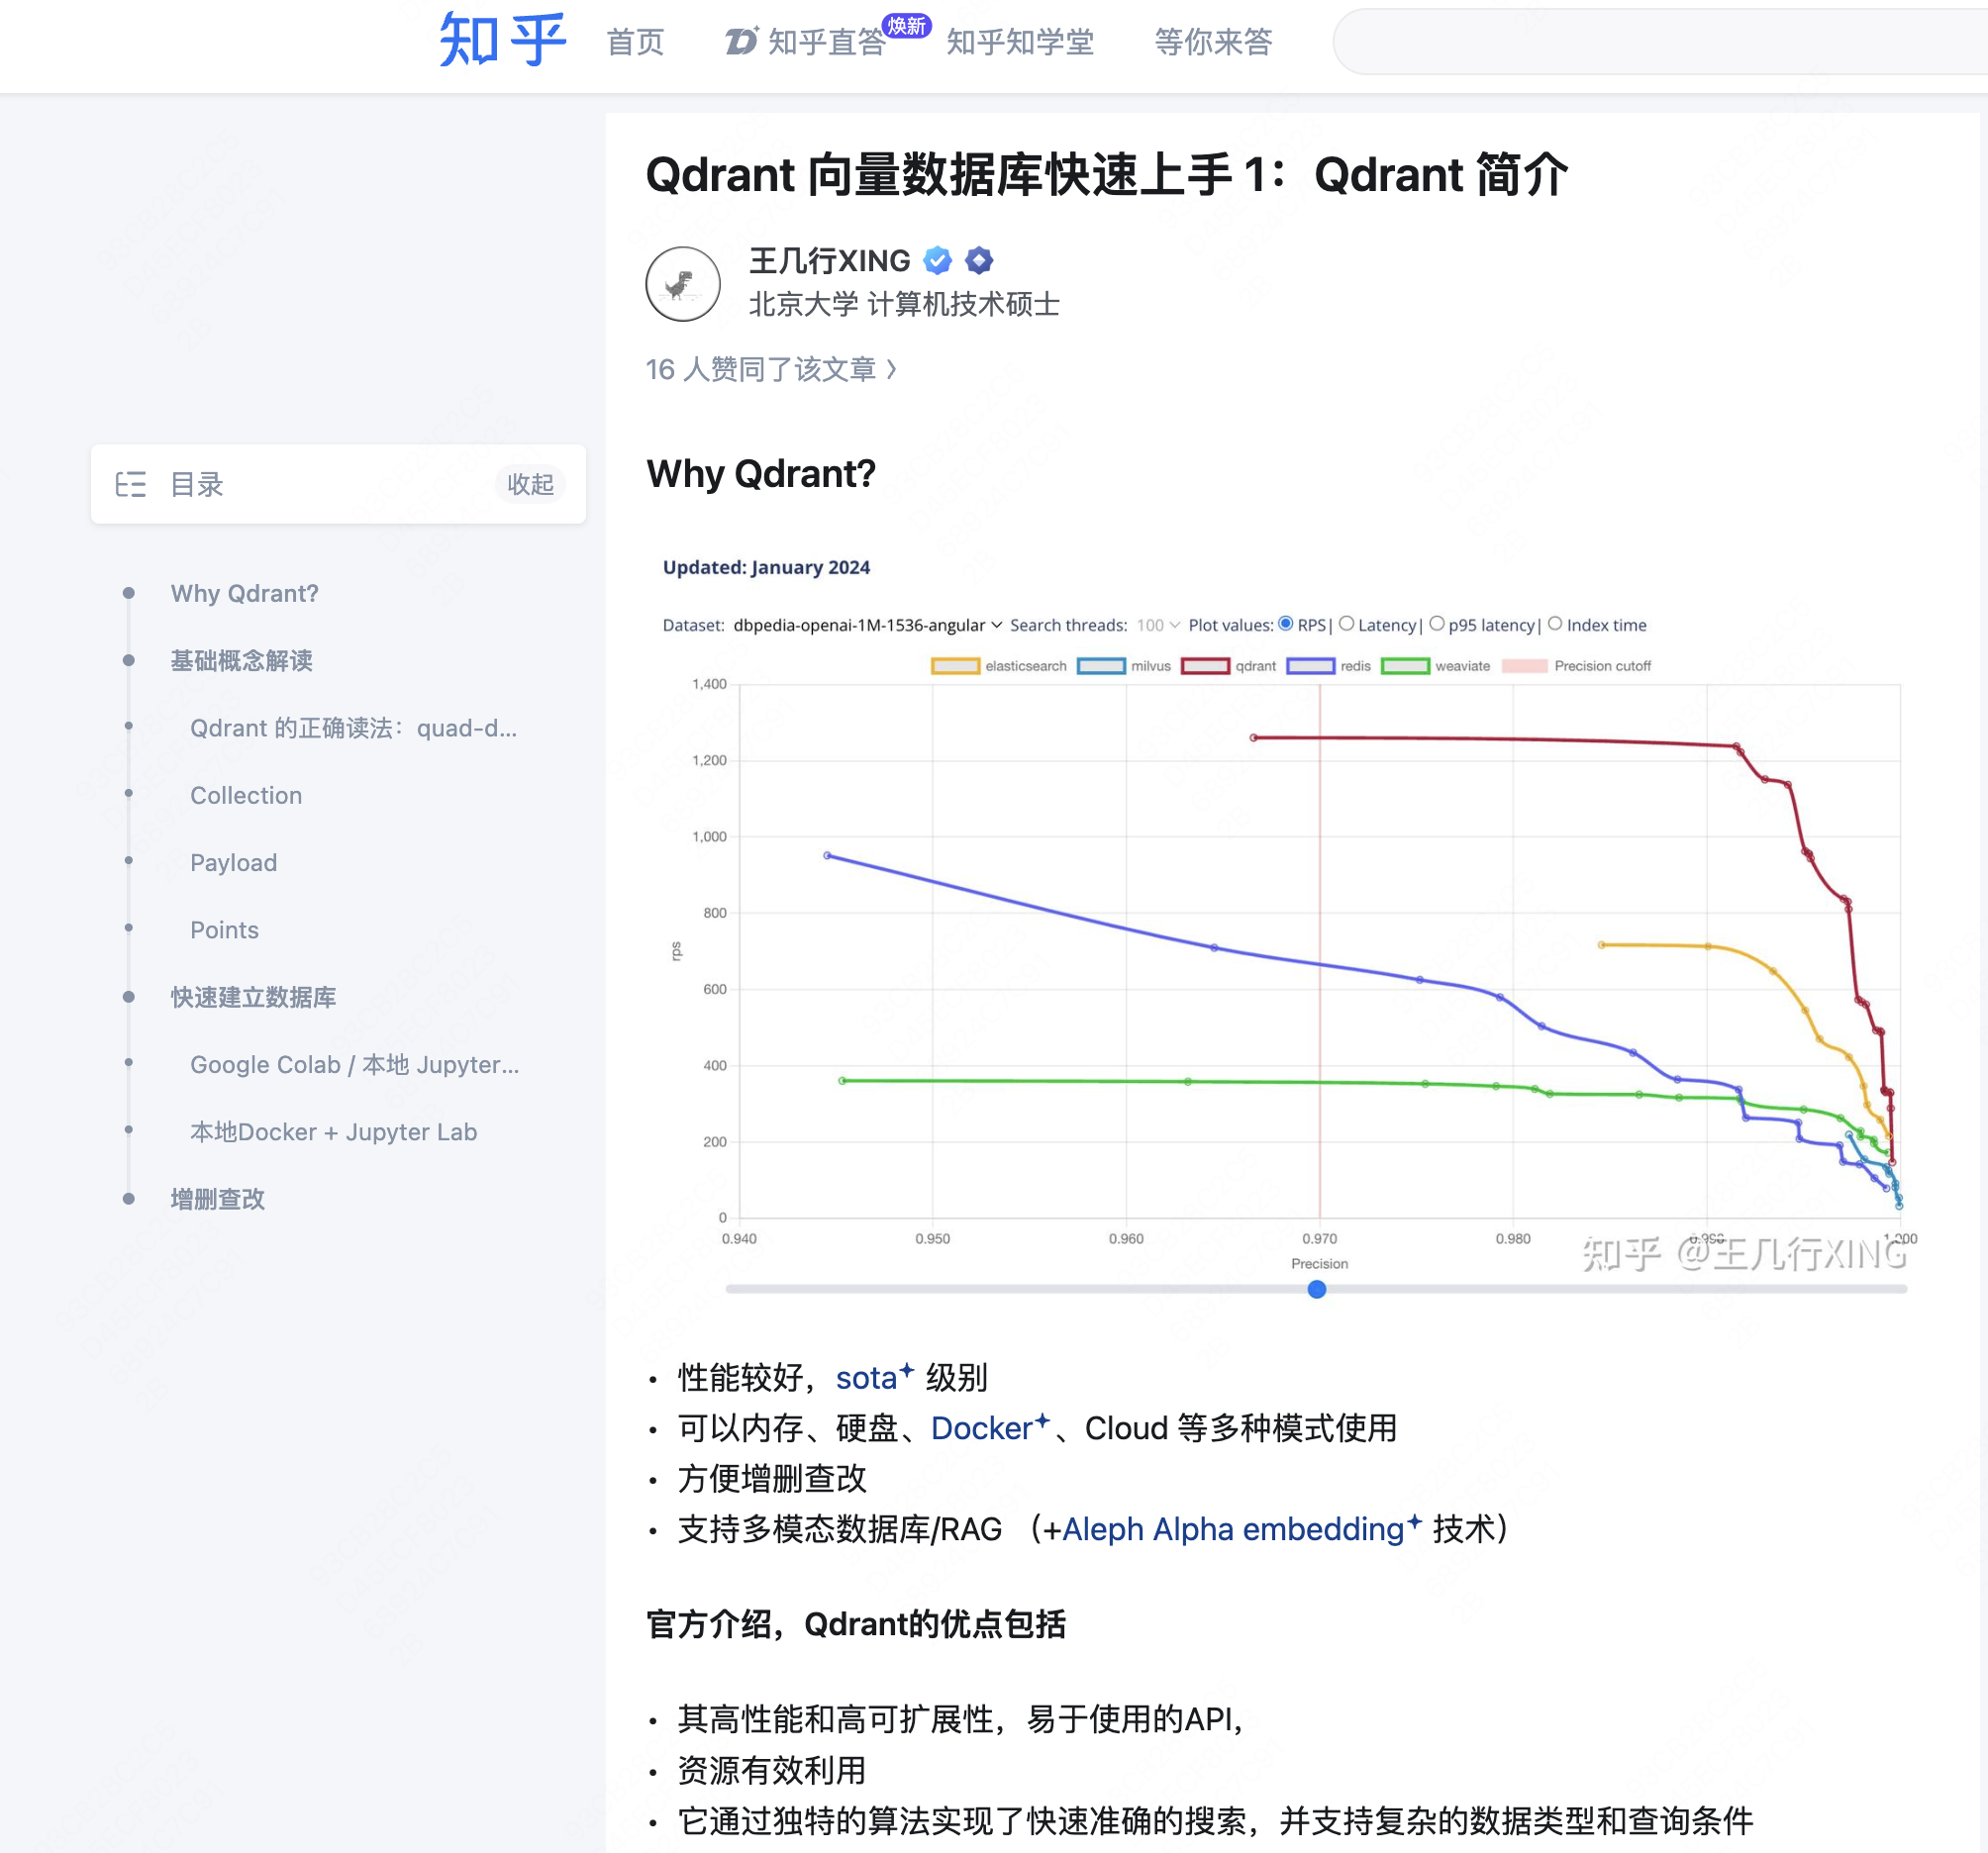 知乎 首页 知乎直答 焕新 知乎知学堂 等你来答
Qdrant 向量数据库快速上手 1：Qdrant 简介
王几行XING
北京大学 计算机技术硕士
16 人赞同了该文章
目录 收起
Why Qdrant?
基础概念解读
Qdrant 的正确读法：quad-d...
Collection
Payload
Points
快速建立数据库
Google Colab / 本地 Jupyter...
本地Docker + Jupyter Lab
增删查改
Why Qdrant?
Updated: January 2024
Dataset: dbpedia-openai-1M-1536-angular Search threads: 100 Plot values: RPS| Latency| p95 latency| Index time
elasticsearch milvus qdrant redis weaviate Precision cutoff
1,400
1,200
1,000
800
rps
600
400
200
0
0.940 0.950 0.960 0.970 0.980 0.990 1.000
Precision
知乎 @王几行XING
• 性能较好，sota 级别
• 可以内存、硬盘、Docker、Cloud 等多种模式使用
• 方便增删查改
• 支持多模态数据库/RAG （+Aleph Alpha embedding 技术）
官方介绍，Qdrant的优点包括
• 其高性能和高可扩展性，易于使用的API，
• 资源有效利用
• 它通过独特的算法实现了快速准确的搜索，并支持复杂的数据类型和查询条件